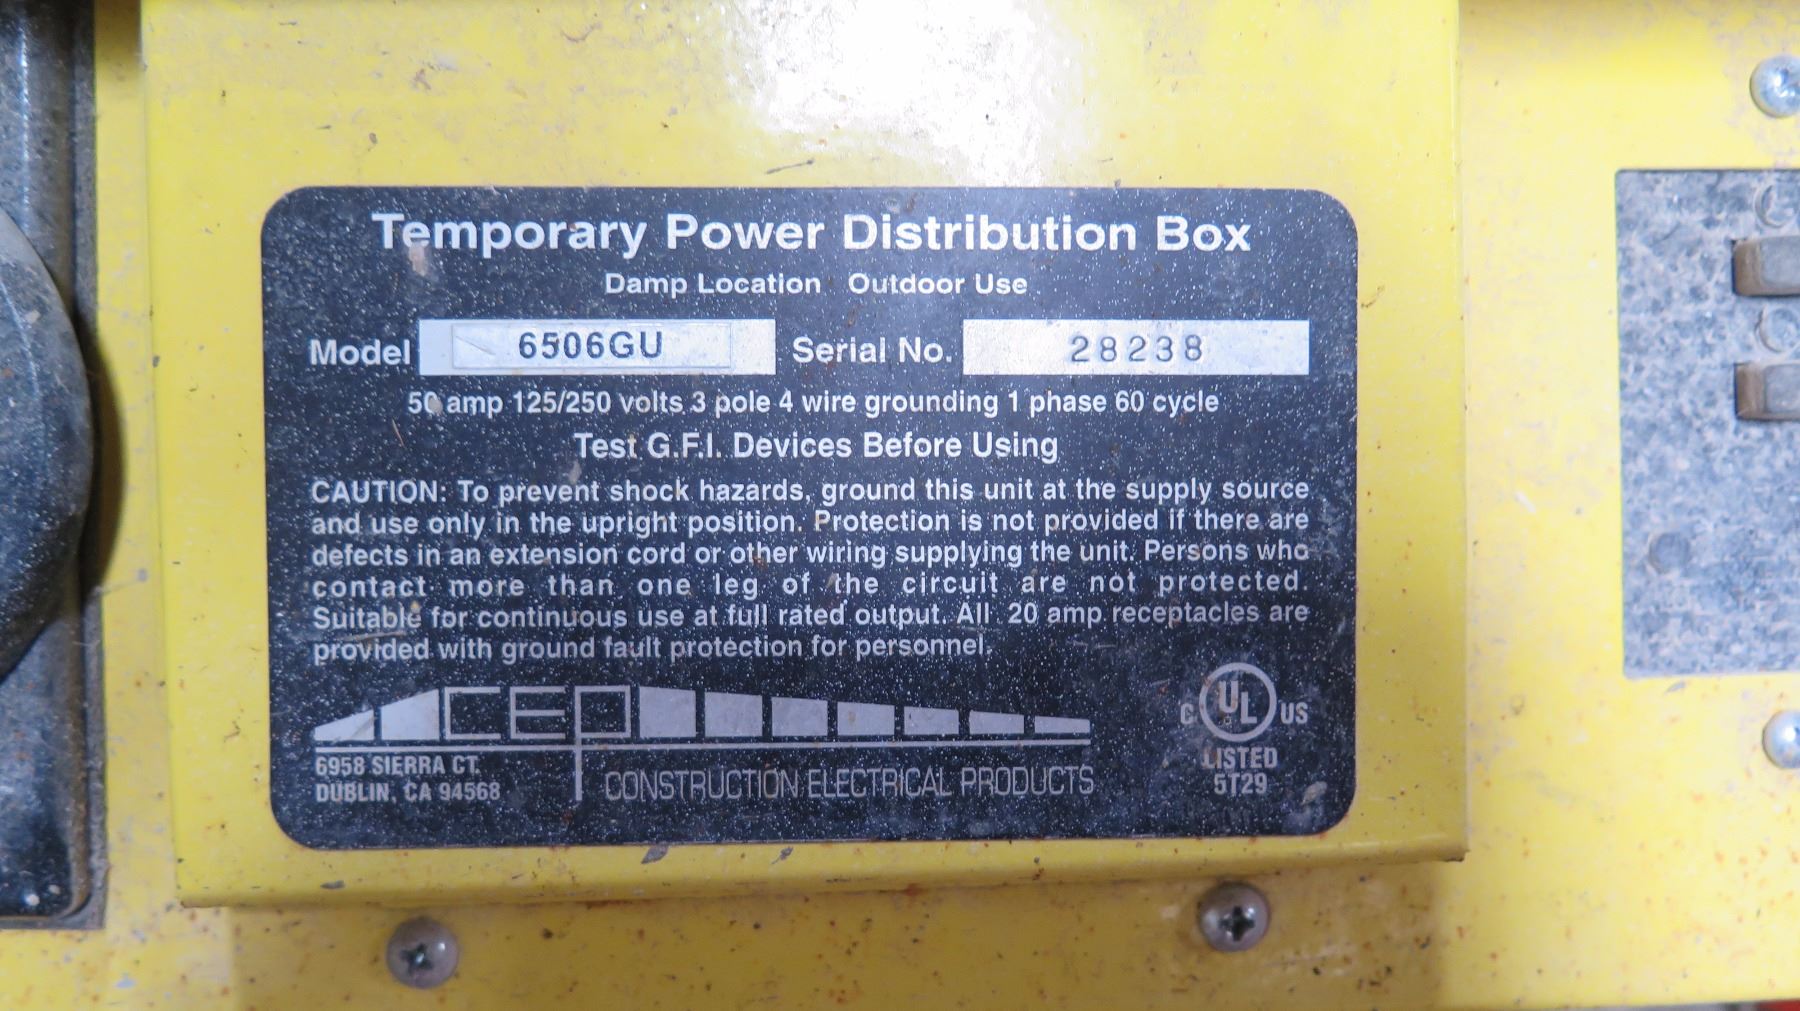 Temporary Power Distribution Box
Damp Location Outdoor Use
Model 6506GU Serial No. 28238
50 amp 125/250 volts 3 pole 4 wire grounding 1 phase 60 cycle
Test G.F.I. Devices Before Using
CAUTION: To prevent shock hazards, ground this unit at the supply source
and use only in the upright position. Protection is not provided if there are
defects in an extension cord or other wiring supplying the unit. Persons who
contact more than one leg of the circuit are not protected.
Suitable for continuous use at full rated output. All 20 amp receptacles are
provided with ground fault protection for personnel.
CEP
6958 SIERRA CT.
DUBLIN, CA 94568
CONSTRUCTION ELECTRICAL PRODUCTS
C UL US
LISTED
5T29